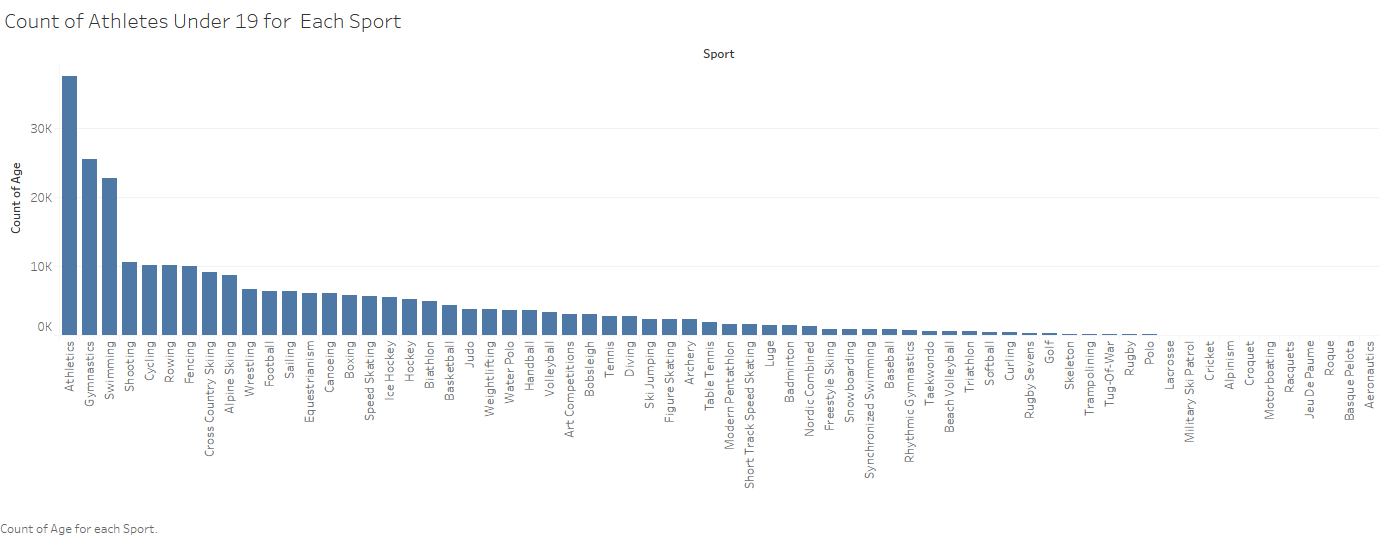 Count of Athletes Under 19 for  Each Sport
Sport
Count of Age
30K
20K
10K
0K
Athletics
Gymnastics
Swimming
Shooting
Cycling
Rowing
Fencing
Cross Country Skiing
Alpine Skiing
Wrestling
Football
Sailing
Equestrianism
Canoeing
Boxing
Speed Skating
Ice Hockey
Hockey
Biathlon
Basketball
Judo
Weightlifting
Water Polo
Handball
Volleyball
Art Competitions
Bobsleigh
Tennis
Diving
Ski Jumping
Figure Skating
Archery
Table Tennis
Modern Pentathlon
Short Track Speed Skating
Luge
Badminton
Nordic Combined
Freestyle Skiing
Snowboarding
Synchronized Swimming
Baseball
Rhythmic Gymnastics
Taekwondo
Beach Volleyball
Triathlon
Softball
Curling
Rugby Sevens
Golf
Skeleton
Trampolining
Tug-Of-War
Rugby
Polo
Lacrosse
Military Ski Patrol
Cricket
Alpinism
Croquet
Motorboating
Racquets
Jeu De Paume
Roque
Basque Pelota
Aeronautics
Count of Age for each Sport.